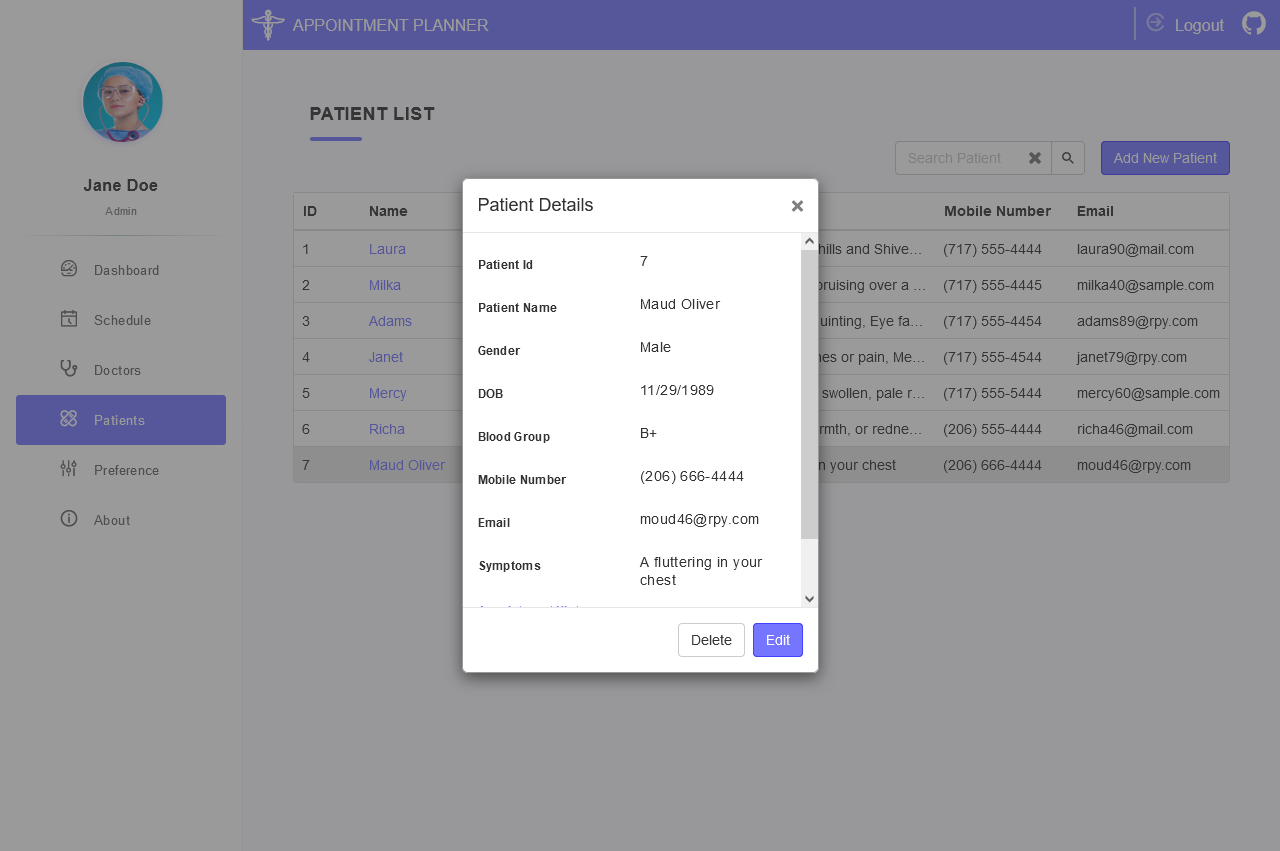 APPOINTMENT PLANNER
Logout
Jane Doe
Admin
Dashboard
Schedule
Doctors
Patients
Preference
About
PATIENT LIST
Search Patient
Add New Patient
ID Name Mobile Number Email
1 Laura hills and Shive... (717) 555-4444 laura90@mail.com
2 Milka bruising over a ... (717) 555-4445 milka40@sample.com
3 Adams uinting, Eye fa... (717) 555-4454 adams89@rpy.com
4 Janet or pain, Me... (717) 555-4544 janet79@rpy.com
5 Mercy swollen, pale r... (717) 555-5444 mercy60@sample.com
6 Richa rmth, or redne... (206) 555-4444 richa46@mail.com
7 Maud Oliver n your chest (206) 666-4444 moud46@rpy.com
Patient Details
Patient Id 7
Patient Name Maud Oliver
Gender Male
DOB 11/29/1989
Blood Group B+
Mobile Number (206) 666-4444
Email moud46@rpy.com
Symptoms A fluttering in your
chest
Delete
Edit